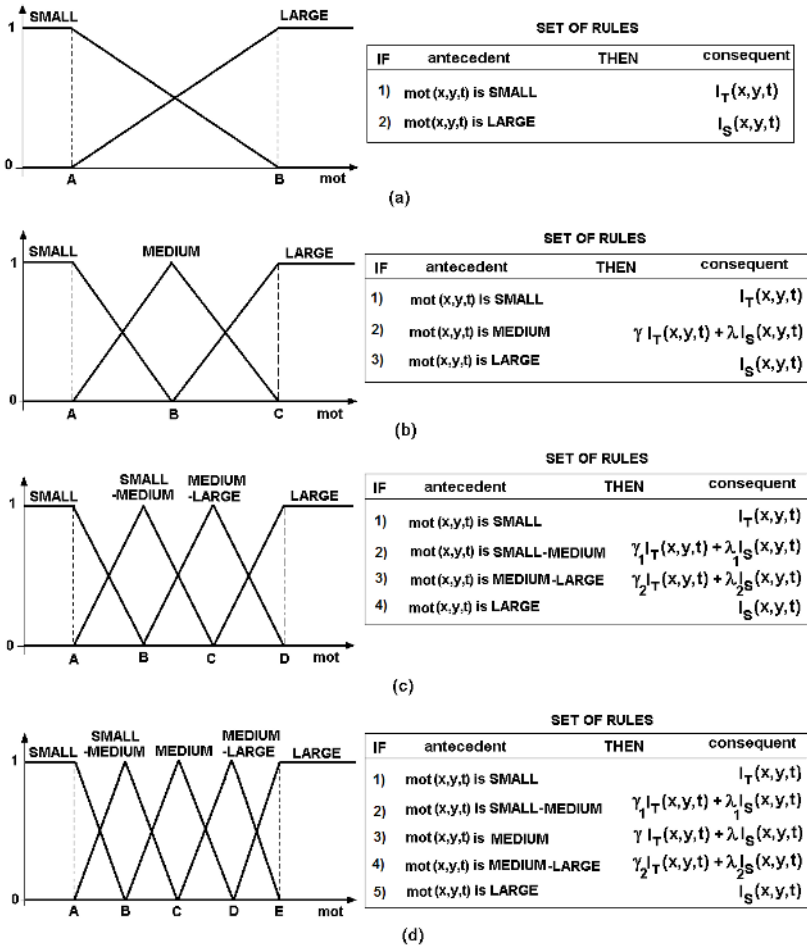 SMALL LARGE
1
0
A B mot
SET OF RULES
IF antecedent THEN consequent
1) mot(x,y,t) is SMALL I_T(x,y,t)
2) mot(x,y,t) is LARGE I_S(x,y,t)
(a)
SMALL MEDIUM LARGE
1
0
A B C mot
SET OF RULES
IF antecedent THEN consequent
1) mot(x,y,t) is SMALL I_T(x,y,t)
2) mot(x,y,t) is MEDIUM γ I_T(x,y,t) + λ I_S(x,y,t)
3) mot(x,y,t) is LARGE I_S(x,y,t)
(b)
SMALL SMALL-MEDIUM MEDIUM-LARGE LARGE
1
0
A B C D mot
SET OF RULES
IF antecedent THEN consequent
1) mot(x,y,t) is SMALL I_T(x,y,t)
2) mot(x,y,t) is SMALL-MEDIUM γ_1 I_T(x,y,t) + λ_1 I_S(x,y,t)
3) mot(x,y,t) is MEDIUM-LARGE γ_2 I_T(x,y,t) + λ_2 I_S(x,y,t)
4) mot(x,y,t) is LARGE I_S(x,y,t)
(c)
SMALL SMALL-MEDIUM MEDIUM MEDIUM-LARGE LARGE
1
0
A B C D E mot
SET OF RULES
IF antecedent THEN consequent
1) mot(x,y,t) is SMALL I_T(x,y,t)
2) mot(x,y,t) is SMALL-MEDIUM γ_1 I_T(x,y,t) + λ_1 I_S(x,y,t)
3) mot(x,y,t) is MEDIUM γ I_T(x,y,t) + λ I_S(x,y,t)
4) mot(x,y,t) is MEDIUM-LARGE γ_2 I_T(x,y,t) + λ_2 I_S(x,y,t)
5) mot(x,y,t) is LARGE I_S(x,y,t)
(d)